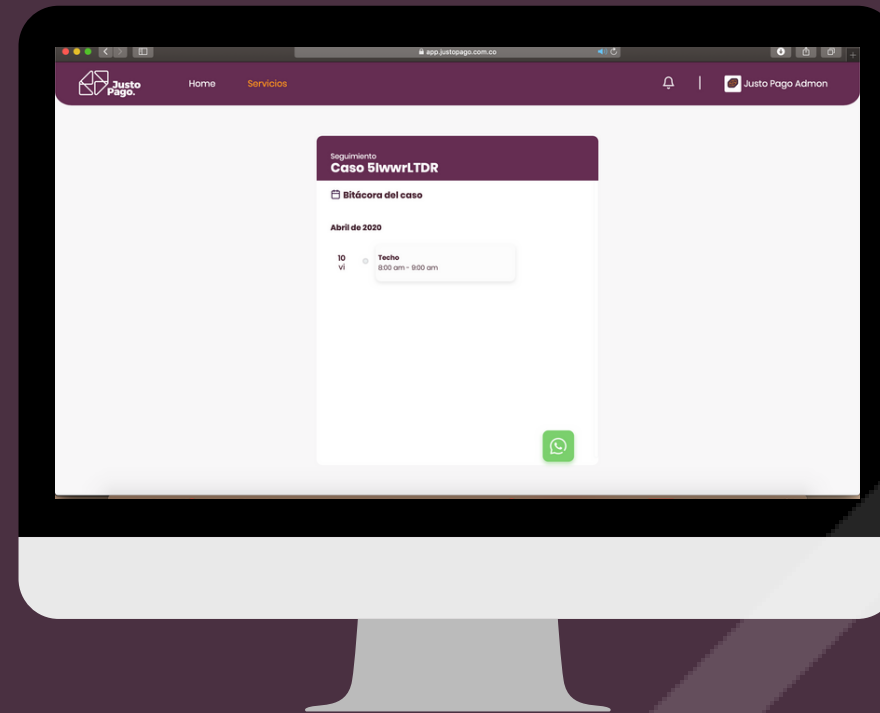 app.justopago.com.co
Justo
Pago.
Home
Servicios
Justo Pago Admon
Seguimiento
Caso 5lwwrLTDR
Bitácora del caso
Abril de 2020
10
vi
Techo
8:00 am - 9:00 am